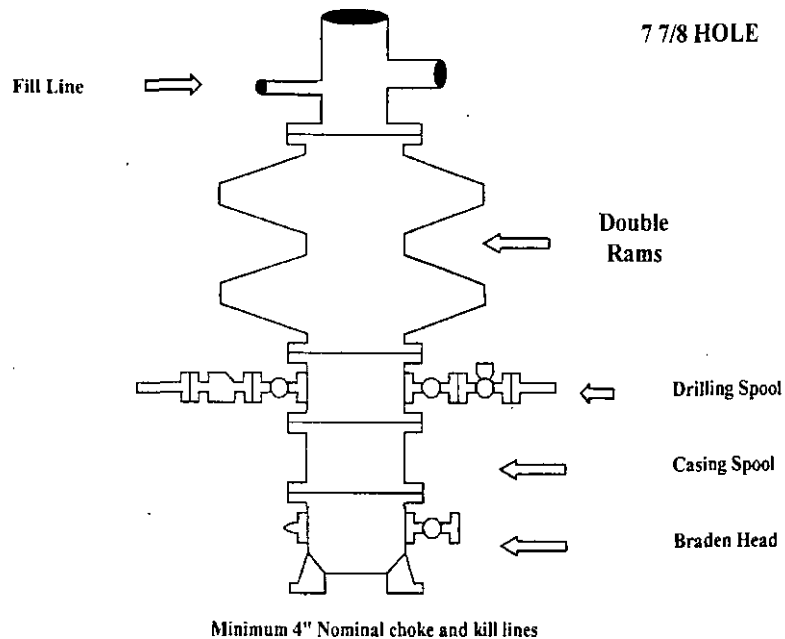 7 7/8 HOLE
Fill Line
Double
Rams
Drilling Spool
Casing Spool
Braden Head
Minimum 4" Nominal choke and kill lines